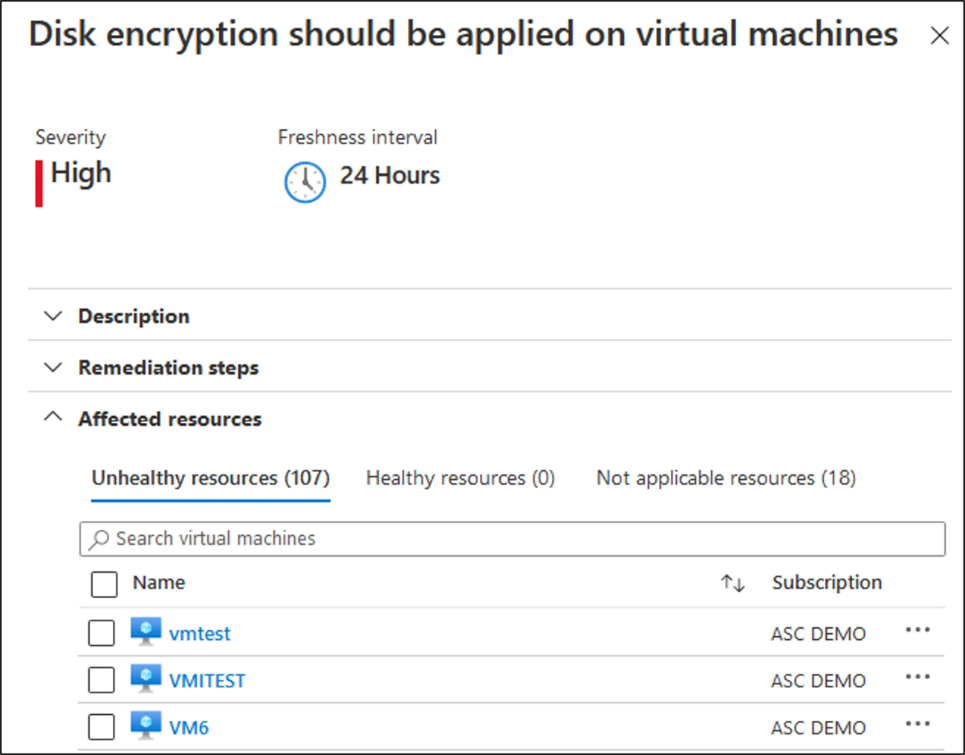 Disk encryption should be applied on virtual machines
Severity Freshness interval
High 24 Hours
Description
Remediation steps
Affected resources
Unhealthy resources (107) Healthy resources (0) Not applicable resources (18)
Search virtual machines
Name Subscription
vmtest ASC DEMO
VMITEST ASC DEMO
VM6 ASC DEMO